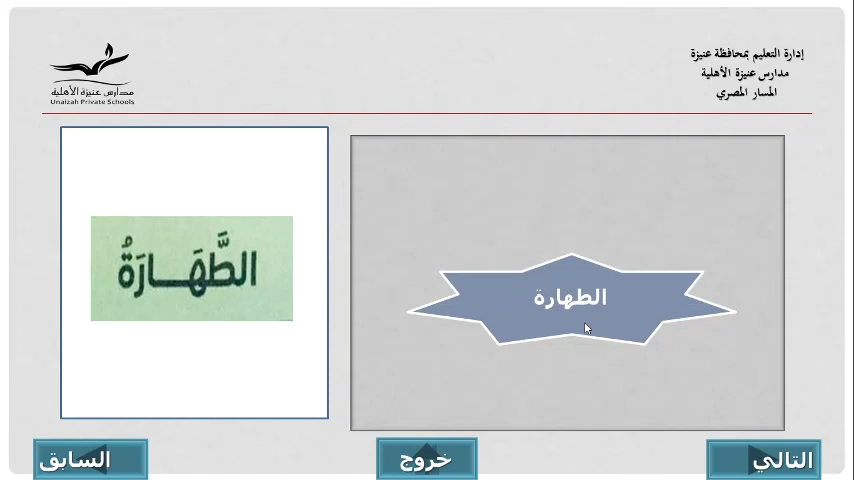 إدارة التعليم بمحافظة عنيزة
مدارس عنيزة الأهلية
المسار المصري
مدارس عنيزة الأهلية
Unaizah Private Schools
الطهارة
الطَّهَـــارَةُ
التالي
خروج
السابق